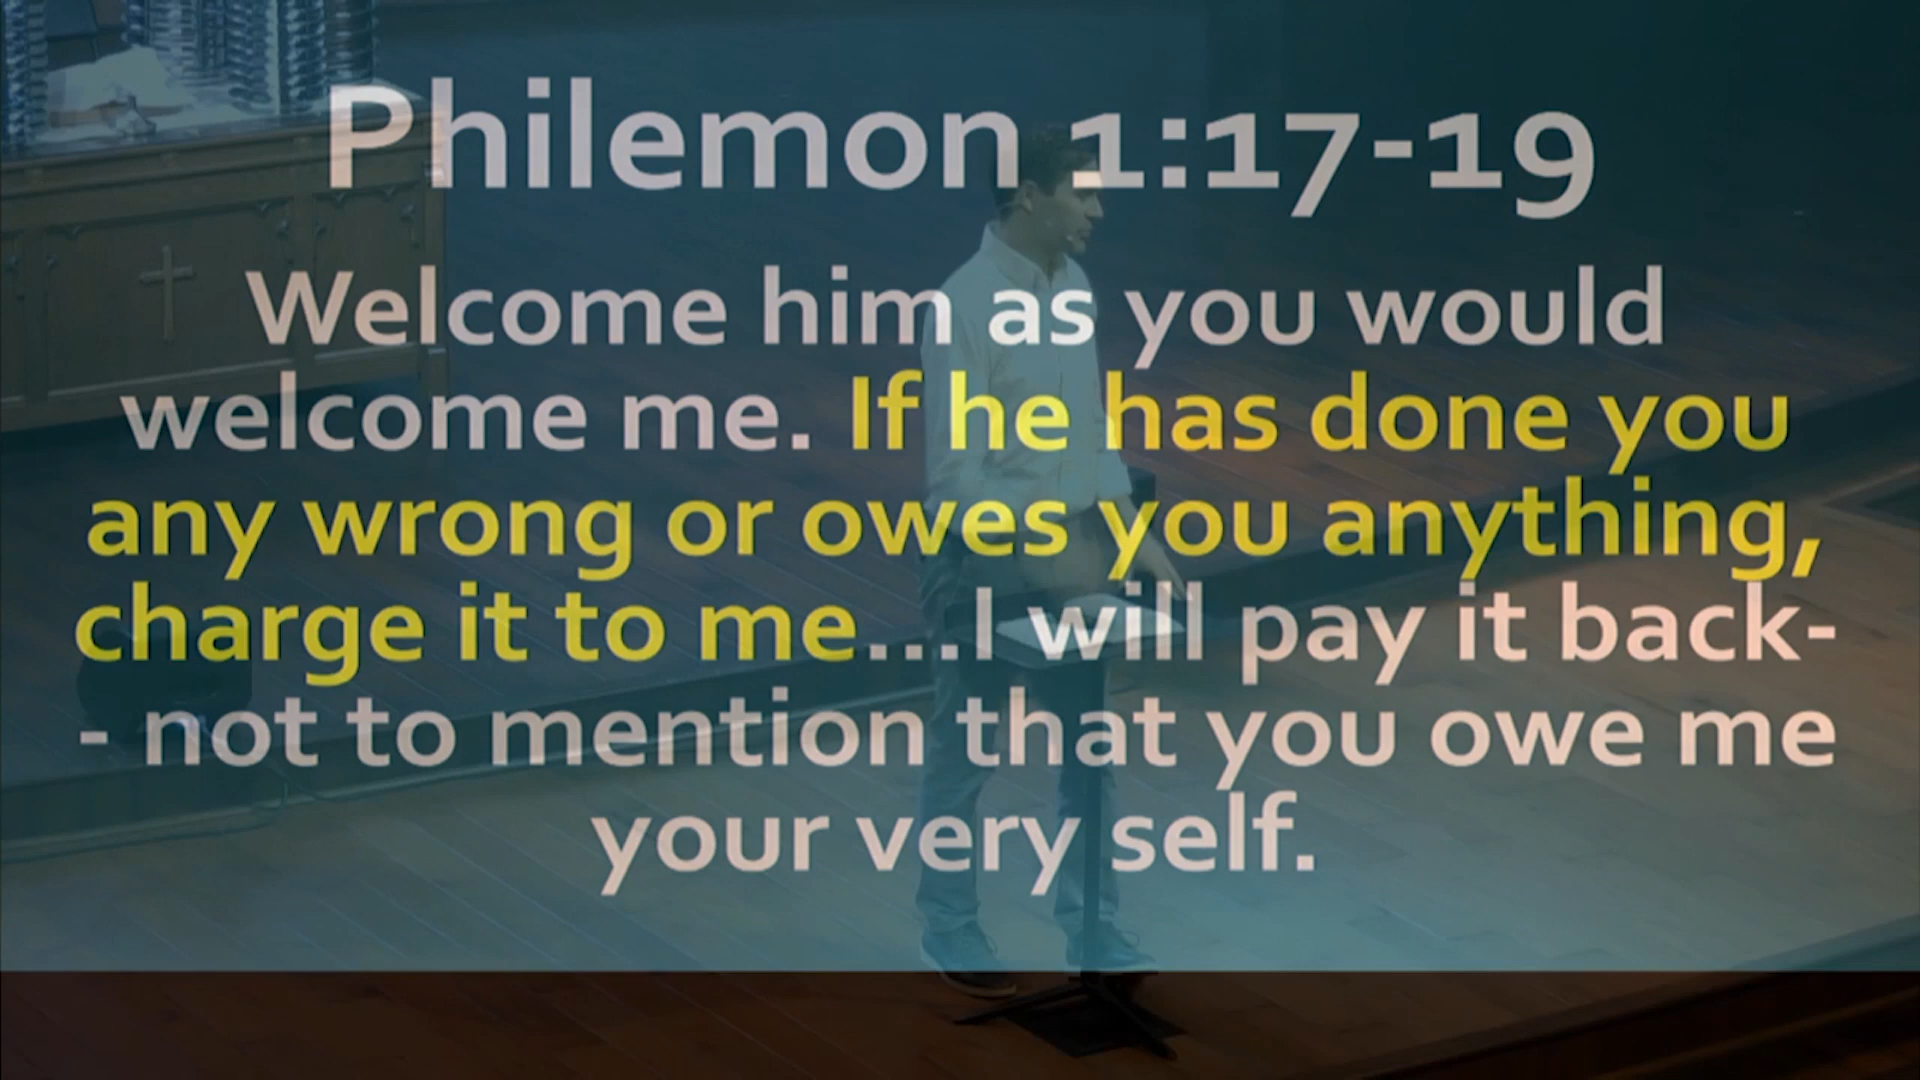 Philemon 1:17-19
Welcome him as you would
welcome me. If he has done you
any wrong or owes you anything,
charge it to me...I will pay it back-
- not to mention that you owe me
your very self.